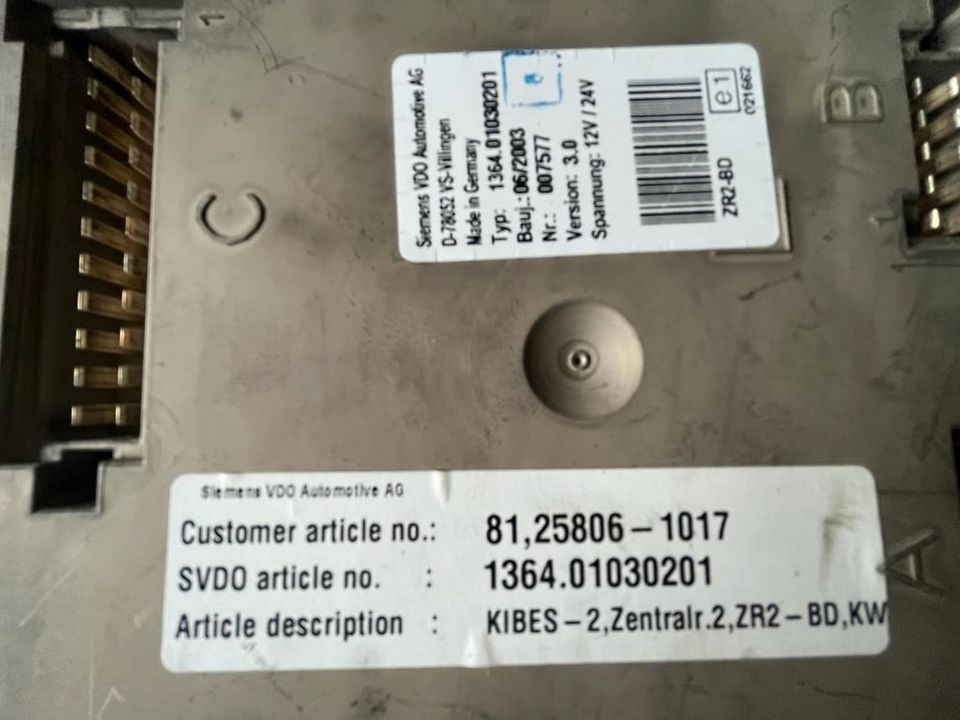 1
C
B
1
A
Siemens VDO Automotive AG
D-78052 VS-Villingen
Made in Germany
Typ: 1364.01030201
Bauj.: 06/2003
Nr.: 007577
Version: 3.0
Spannung: 12V / 24V
ZR2-BD
e1
021662
Siemens VDO Automotive AG
Customer article no.: 81,25806-1017
SVDO article no. : 1364.01030201
Article description : KIBES-2,Zentralr.2,ZR2-BD,KW